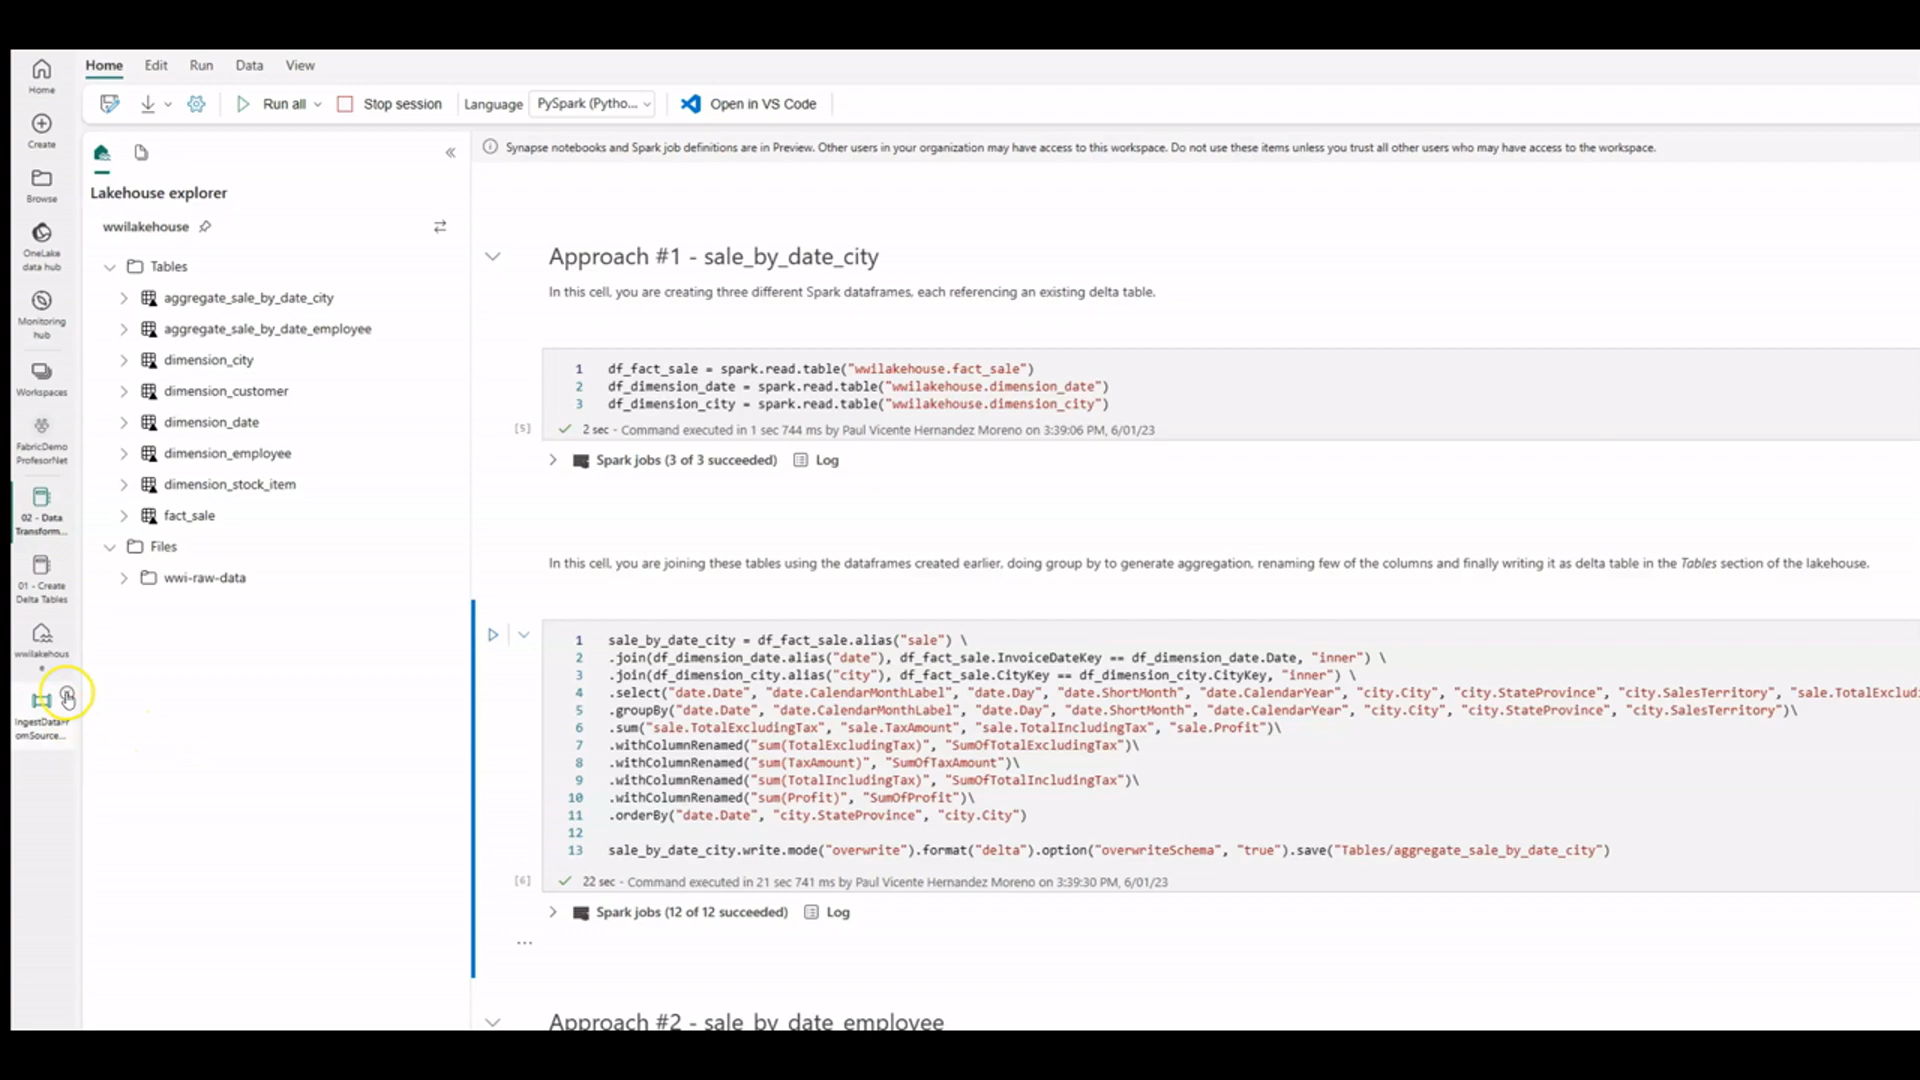 Home Edit Run Data View
Run all Stop session Language PySpark (Pytho... Open in VS Code
Home
Create
Browse
OneLake
data hub
Monitoring
hub
Workspaces
FabricDemo
ProfesorNet
02 - Data
Transform...
01 - Create
Delta Tables
wwilakehous
e
IngestDataFr
omSource...
Lakehouse explorer
wwilakehouse
Tables
aggregate_sale_by_date_city
aggregate_sale_by_date_employee
dimension_city
dimension_customer
dimension_date
dimension_employee
dimension_stock_item
fact_sale
Files
wwi-raw-data
Synapse notebooks and Spark job definitions are in Preview. Other users in your organization may have access to this workspace. Do not use these items unless you trust all other users who may have access to the workspace.
Approach #1 - sale_by_date_city
In this cell, you are creating three different Spark dataframes, each referencing an existing delta table.
1 df_fact_sale = spark.read.table("wwilakehouse.fact_sale")
2 df_dimension_date = spark.read.table("wwilakehouse.dimension_date")
3 df_dimension_city = spark.read.table("wwilakehouse.dimension_city")
[5] 2 sec - Command executed in 1 sec 744 ms by Paul Vicente Hernandez Moreno on 3:39:06 PM, 6/01/23
Spark jobs (3 of 3 succeeded) Log
In this cell, you are joining these tables using the dataframes created earlier, doing group by to generate aggregation, renaming few of the columns and finally writing it as delta table in the Tables section of the lakehouse.
1 sale_by_date_city = df_fact_sale.alias("sale") \
2 .join(df_dimension_date.alias("date"), df_fact_sale.InvoiceDateKey == df_dimension_date.Date, "inner") \
3 .join(df_dimension_city.alias("city"), df_fact_sale.CityKey == df_dimension_city.CityKey, "inner") \
4 .select("date.Date", "date.CalendarMonthLabel", "date.Day", "date.ShortMonth", "date.CalendarYear", "city.City", "city.StateProvince", "city.SalesTerritory", "sale.TotalExcludi
5 .groupBy("date.Date", "date.CalendarMonthLabel", "date.Day", "date.ShortMonth", "date.CalendarYear", "city.City", "city.StateProvince", "city.SalesTerritory")\
6 .sum("sale.TotalExcludingTax", "sale.TaxAmount", "sale.TotalIncludingTax", "sale.Profit")\
7 .withColumnRenamed("sum(TotalExcludingTax)", "SumOfTotalExcludingTax")\
8 .withColumnRenamed("sum(TaxAmount)", "SumOfTaxAmount")\
9 .withColumnRenamed("sum(TotalIncludingTax)", "SumOfTotalIncludingTax")\
10 .withColumnRenamed("sum(Profit)", "SumOfProfit")\
11 .orderBy("date.Date", "city.StateProvince", "city.City")
12
13 sale_by_date_city.write.mode("overwrite").format("delta").option("overwriteSchema", "true").save("Tables/aggregate_sale_by_date_city")
[6] 22 sec - Command executed in 21 sec 741 ms by Paul Vicente Hernandez Moreno on 3:39:30 PM, 6/01/23
Spark jobs (12 of 12 succeeded) Log
...
Approach #2 - sale_by_date_employee